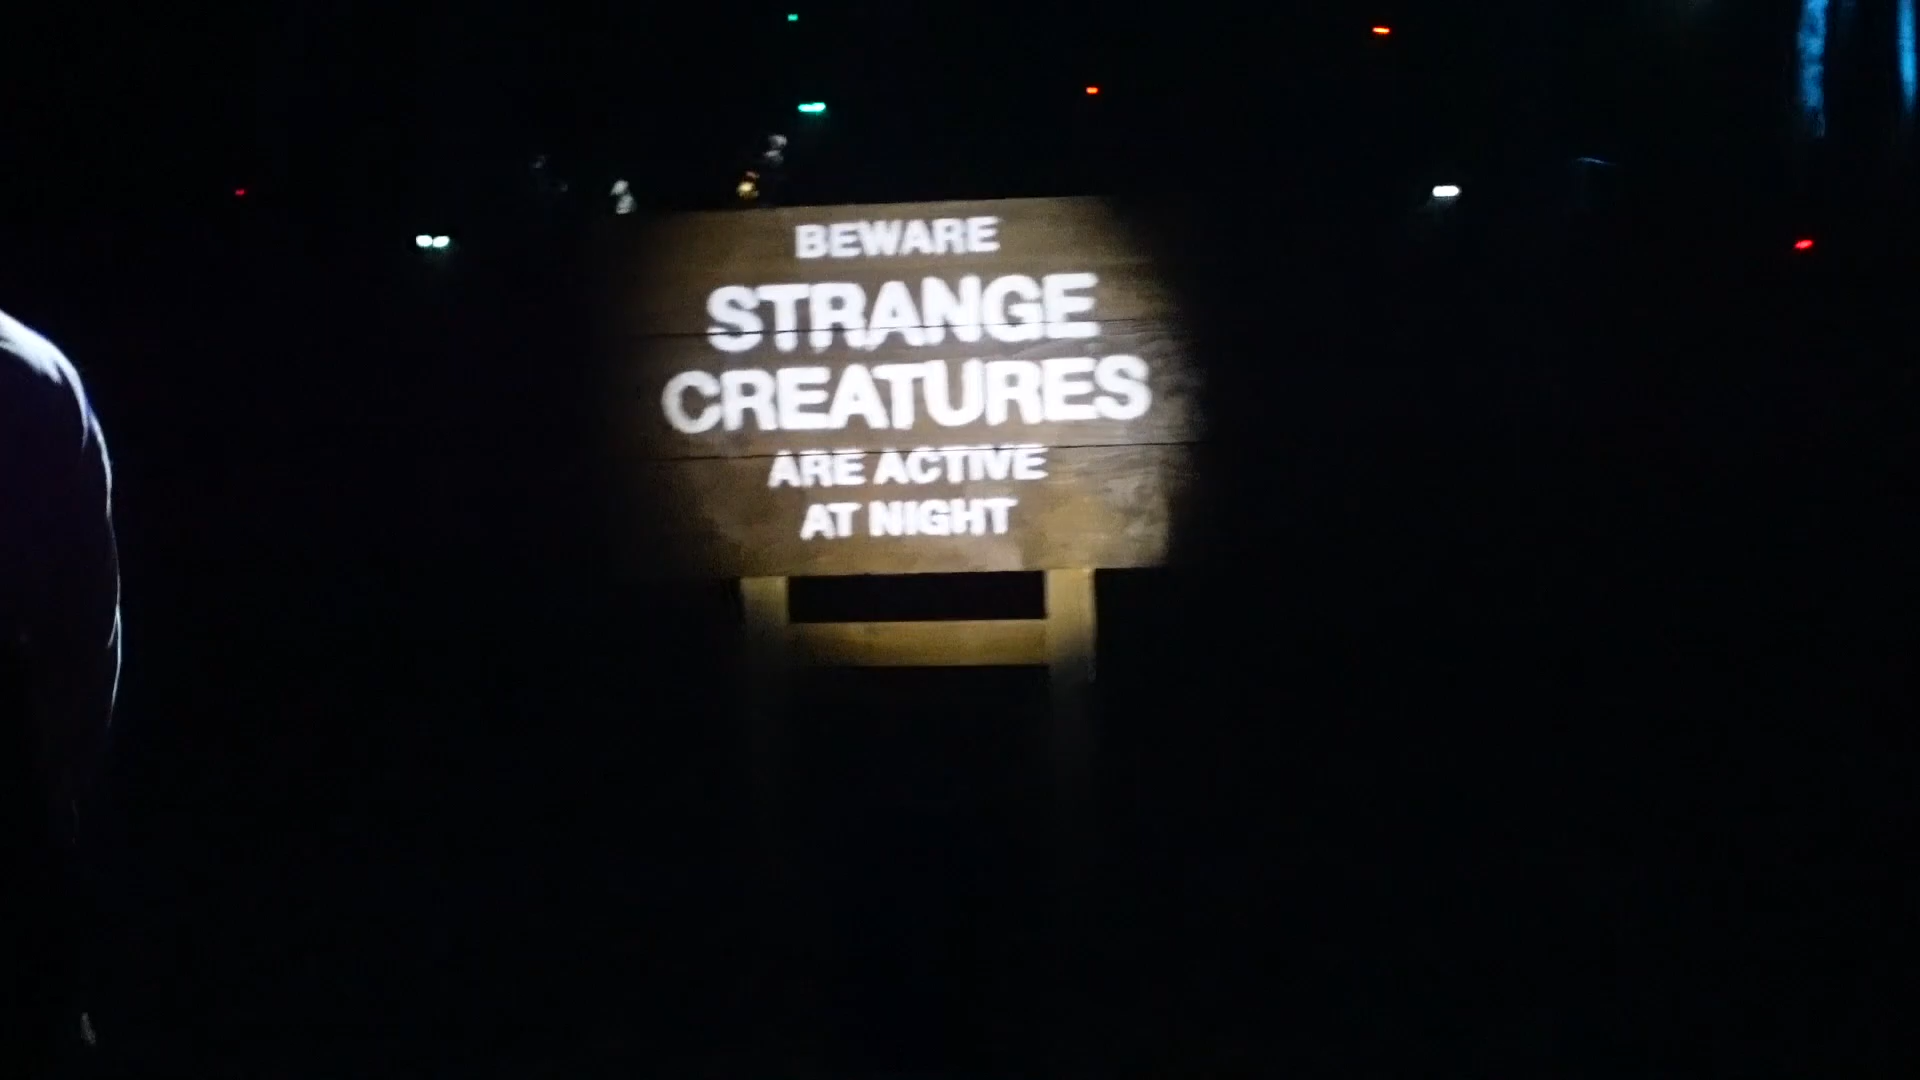 BEWARE
STRANGE
CREATURES
ARE ACTIVE
AT NIGHT